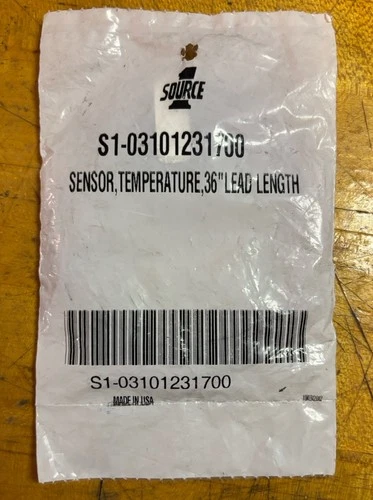 1
SOURCE
S1-03101231700
SENSOR,TEMPERATURE,36" LEAD LENGTH
S1-03101231700
MADE IN USA